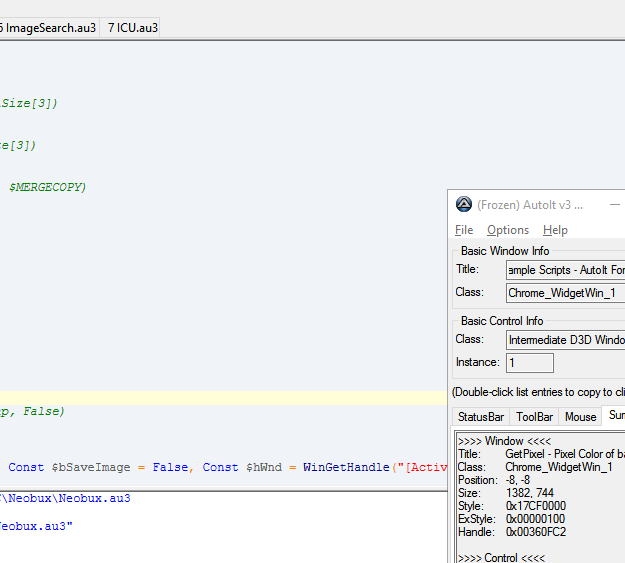 ImageSearch.au3 7 ICU.au3
Size[3])
e[3])
$MERGECOPY)
p, False)
Const $bSaveImage = False, Const $hWnd = WinGetHandle("[Activ
\Neobux\Neobux.au3
Neobux.au3"
(Frozen) AutoIt v3 ...
File Options Help
Basic Window Info
Title: ample Scripts - AutoIt For
Class: Chrome_WidgetWin_1
Basic Control Info
Class: Intermediate D3D Windo
Instance: 1
(Double-click list entries to copy to cli
StatusBar ToolBar Mouse Sur
>>>> Window <<<<
Title: GetPixel - Pixel Color of ba
Class: Chrome_WidgetWin_1
Position: -8, -8
Size: 1382, 744
Style: 0x17CF0000
ExStyle: 0x00000100
Handle: 0x00360FC2
>>>> Control <<<<